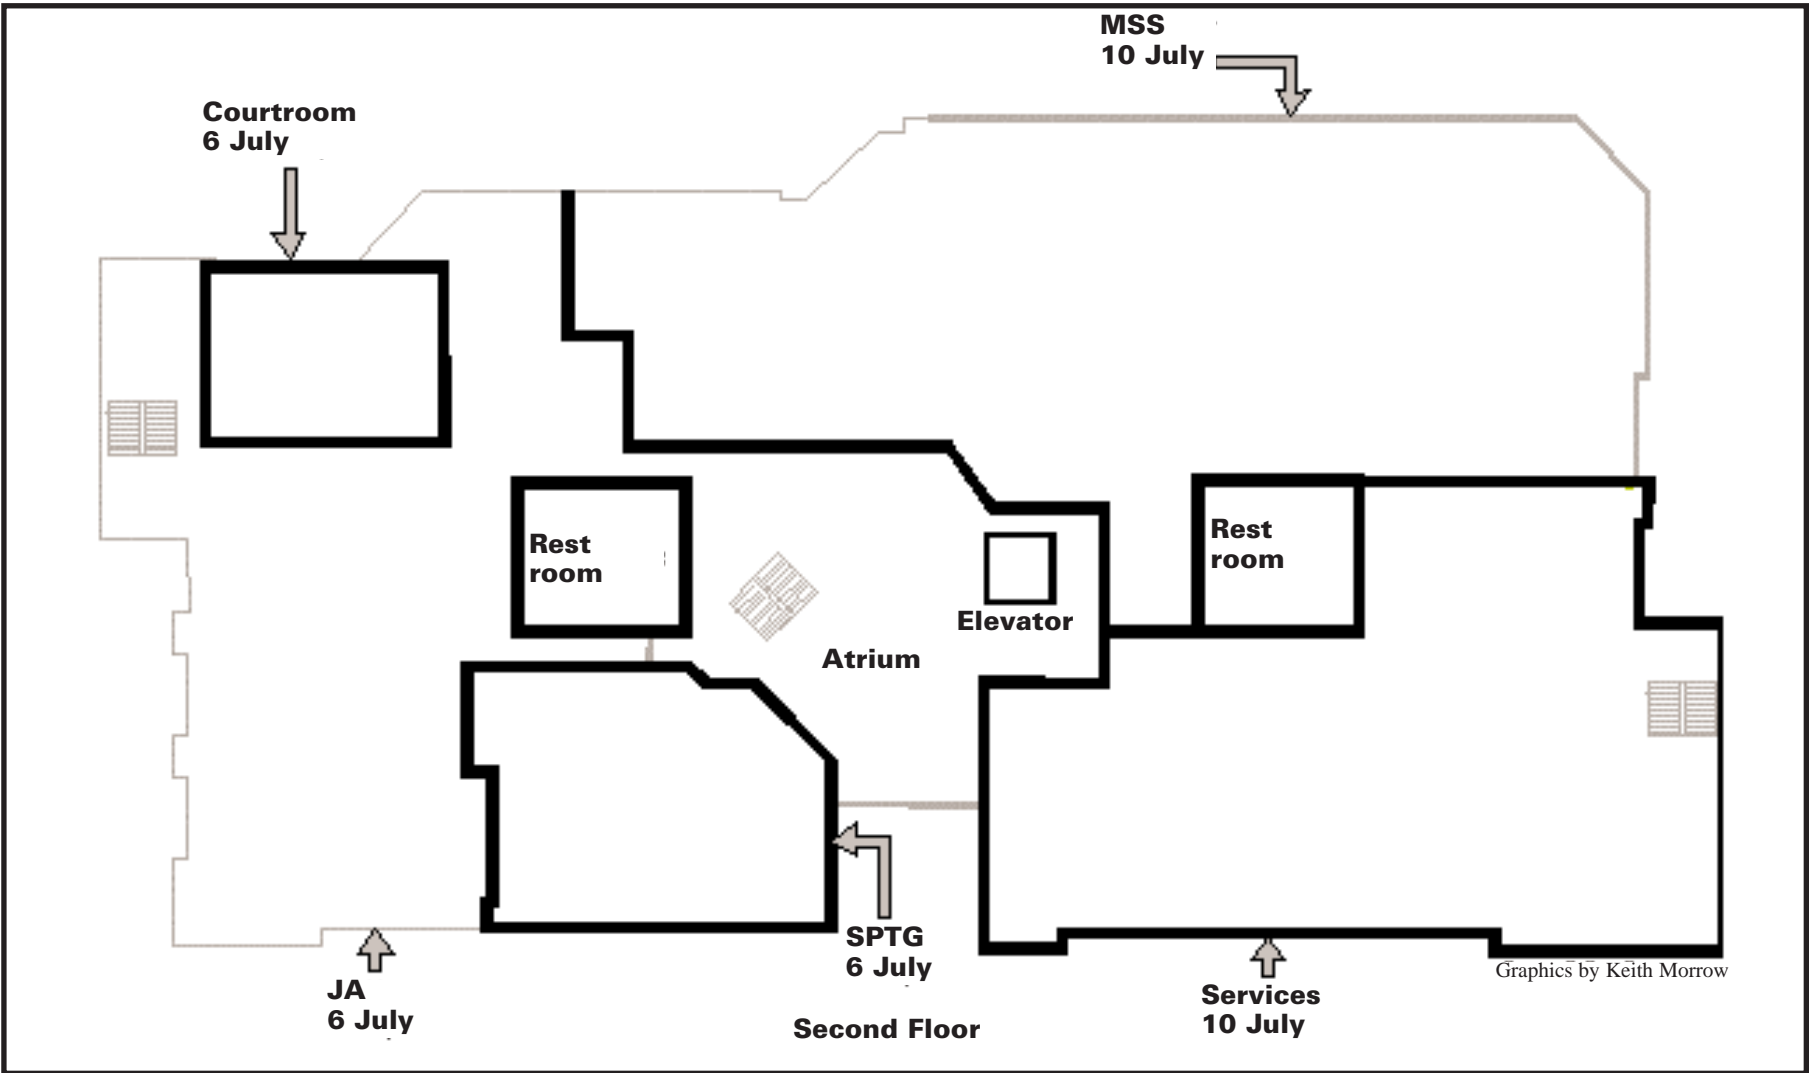 MSS
10 July
Courtroom
6 July
Rest
room
Rest
room
Elevator
Atrium
SPTG
6 July
JA
6 July
Services
10 July
Graphics by Keith Morrow
Second Floor